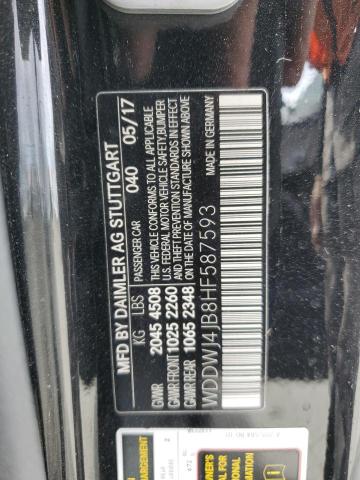 MFD BY DAIMLER AG STUTTGART
PASSENGER CAR 040 05/17
KG LBS
GVWR 2045 4508
GAWR FRONT 1025 2260
GAWR REAR 1065 2348
THIS VEHICLE CONFORMS TO ALL APPLICABLE
U.S. FEDERAL MOTOR VEHICLE SAFETY, BUMPER
AND THEFT PREVENTION STANDARDS IN EFFECT
ON THE DATE OF MANUFACTURE SHOWN ABOVE
MADE IN GERMANY
WDDWJ4JB8HF587593
INFORMATION